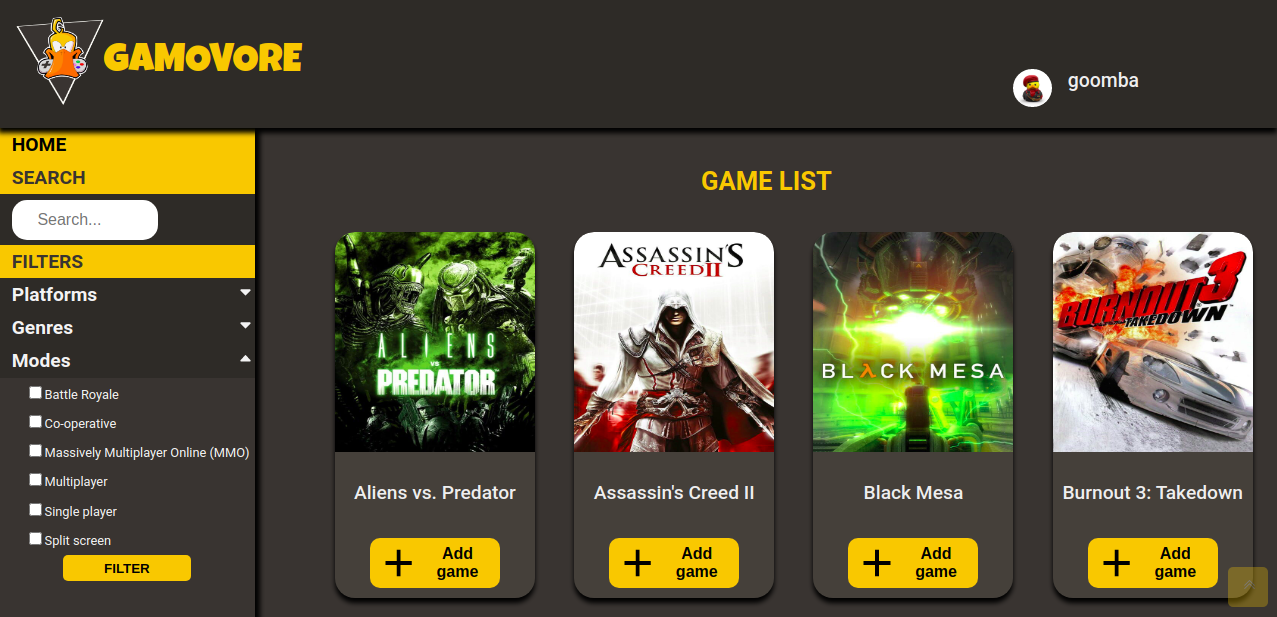 GAMoVoRE
goomba
HOME
SEARCH
Search...
FILTERS
Platforms
Genres
Modes
Battle Royale
Co-operative
Massively Multiplayer Online (MMO)
Multiplayer
Single player
Split screen
FILTER
GAME LIST
ALIENS
VS.
PREDATOR
Aliens vs. Predator
Add
game
ASSASSIN'S
CREED II
Assassin's Creed II
Add
game
BLλCK MESA
Black Mesa
Add
game
BURNOUT 3
TAKEDOWN
Burnout 3: Takedown
Add
game